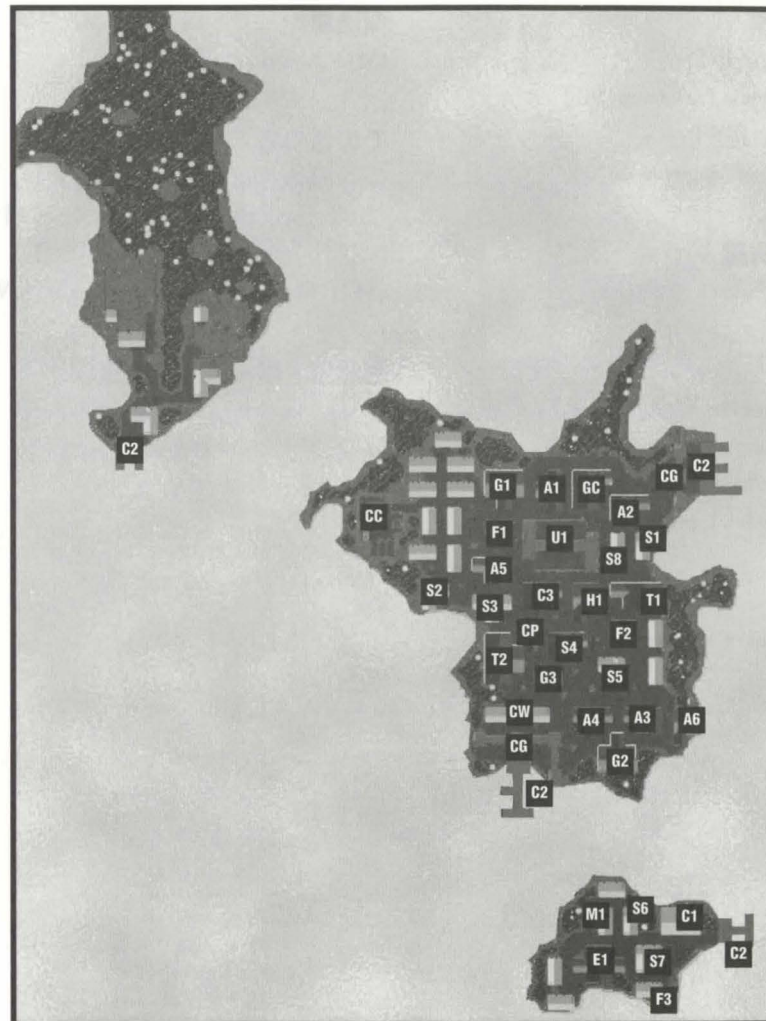 C2
CG C2
G1 A1 GC
A2
CC
F1 U1 S1
S8
A5
S2 S3 C3 H1 T1
CP F2
S4
T2 G3 S5
CW A4 A3 A6
CG
G2
C2
M1 S6 C1
C2
E1 S7
F3